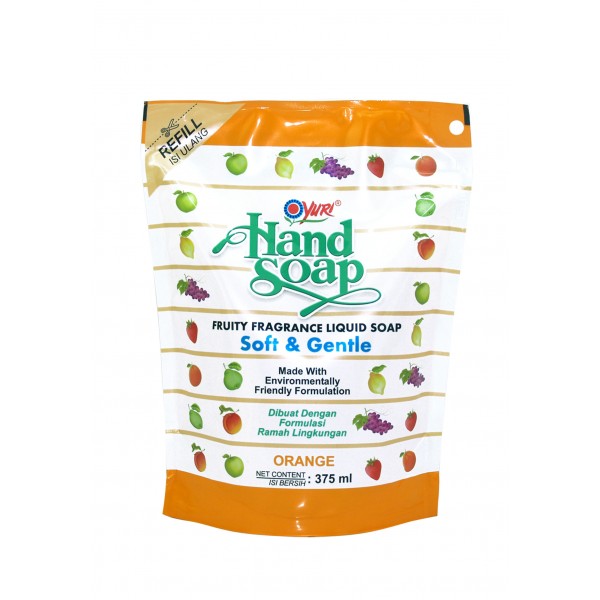 REFILL
ISI ULANG
YURI®
Hand
Soap
FRUITY FRAGRANCE LIQUID SOAP
Soft & Gentle
Made With
Environmentally
Friendly Formulation
Dibuat Dengan
Formulasi
Ramah Lingkungan
ORANGE
NET CONTENT
ISI BERSIH : 375 ml